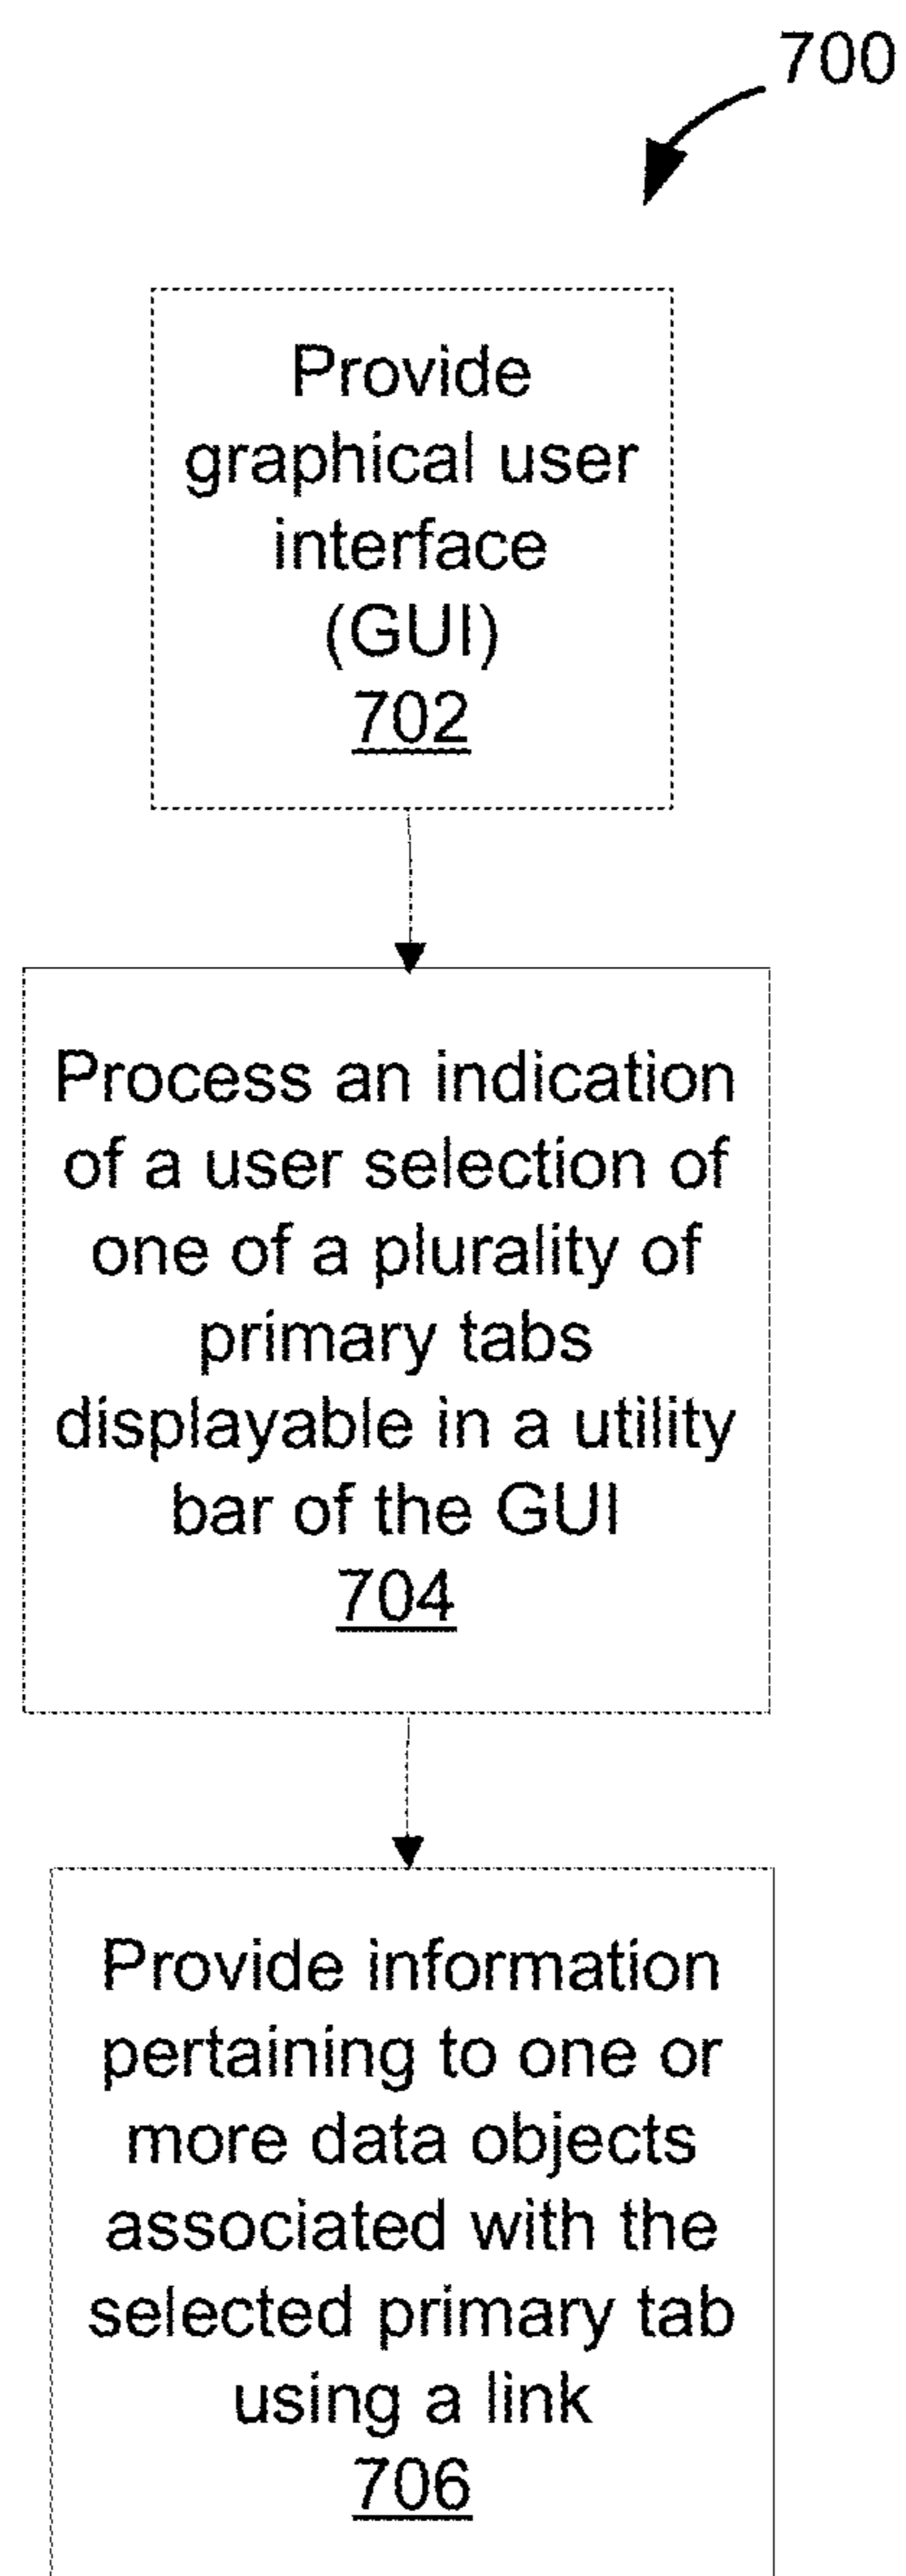 700
Provide
graphical user
interface
(GUI)
702
Process an indication
of a user selection of
one of a plurality of
primary tabs
displayable in a utility
bar of the GUI
704
Provide information
pertaining to one or
more data objects
associated with the
selected primary tab
using a link
706